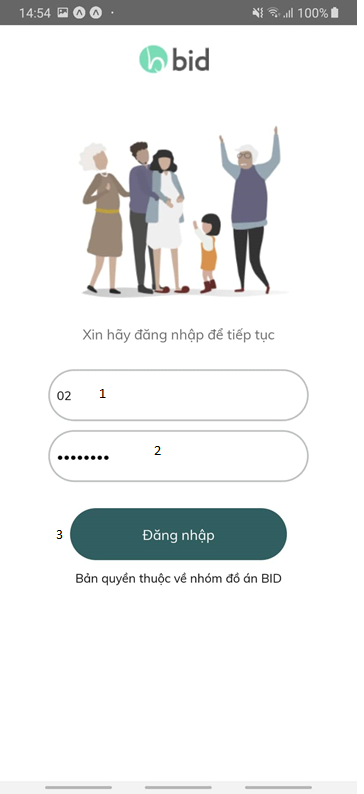 14:54 100%
bid
Xin hãy đăng nhập để tiếp tục
02 1
•••••••• 2
3 Đăng nhập
Bản quyền thuộc về nhóm đồ án BID